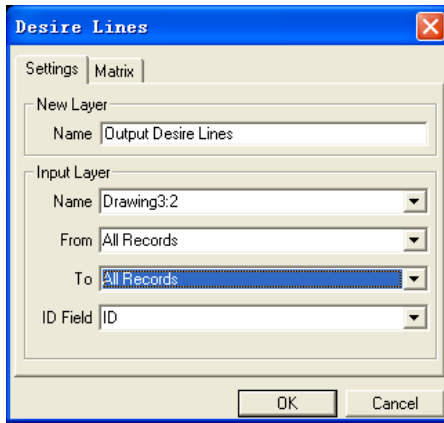 Desire Lines
Settings Matrix
New Layer
Name Output Desire Lines
Input Layer
Name Drawing3:2
From All Records
To All Records
ID Field ID
OK Cancel